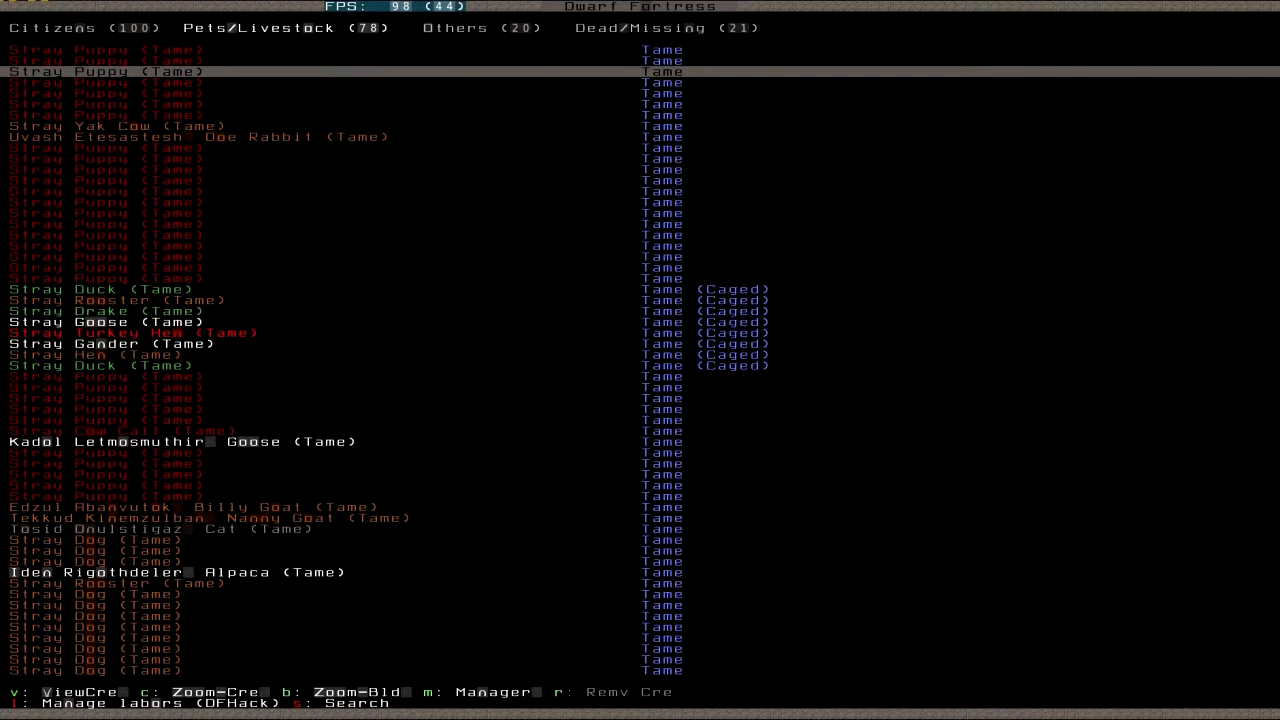 FPS: 98 (44) Dwarf Fortress
Citizens (100) Pets/Livestock (78) Others (20) Dead/Missing (21)
Stray Puppy (Tame) Tame
Stray Puppy (Tame) Tame
Stray Puppy (Tame) Tame
Stray Puppy (Tame) Tame
Stray Puppy (Tame) Tame
Stray Puppy (Tame) Tame
Stray Puppy (Tame) Tame
Stray Yak Cow (Tame) Tame
Uvash Etesastesh Doe Rabbit (Tame) Tame
Stray Puppy (Tame) Tame
Stray Puppy (Tame) Tame
Stray Puppy (Tame) Tame
Stray Puppy (Tame) Tame
Stray Puppy (Tame) Tame
Stray Puppy (Tame) Tame
Stray Puppy (Tame) Tame
Stray Puppy (Tame) Tame
Stray Puppy (Tame) Tame
Stray Puppy (Tame) Tame
Stray Puppy (Tame) Tame
Stray Puppy (Tame) Tame
Stray Puppy (Tame) Tame
Stray Duck (Tame) Tame (Caged)
Stray Rooster (Tame) Tame (Caged)
Stray Drake (Tame) Tame (Caged)
Stray Goose (Tame) Tame (Caged)
Stray Turkey Hen (Tame) Tame (Caged)
Stray Gander (Tame) Tame (Caged)
Stray Hen (Tame) Tame (Caged)
Stray Duck (Tame) Tame (Caged)
Stray Puppy (Tame) Tame
Stray Puppy (Tame) Tame
Stray Puppy (Tame) Tame
Stray Puppy (Tame) Tame
Stray Puppy (Tame) Tame
Stray Cow Calf (Tame) Tame
Kadol Letmosmuthir Goose (Tame) Tame
Stray Puppy (Tame) Tame
Stray Puppy (Tame) Tame
Stray Puppy (Tame) Tame
Stray Puppy (Tame) Tame
Stray Puppy (Tame) Tame
Edzul Abanvutok Billy Goat (Tame) Tame
Tekkud Kinemzulban Nanny Goat (Tame) Tame
Tosid Onulstigaz Cat (Tame) Tame
Stray Dog (Tame) Tame
Stray Dog (Tame) Tame
Stray Dog (Tame) Tame
Iden Rigothdeler Alpaca (Tame) Tame
Stray Rooster (Tame) Tame
Stray Dog (Tame) Tame
Stray Dog (Tame) Tame
Stray Dog (Tame) Tame
Stray Dog (Tame) Tame
Stray Dog (Tame) Tame
Stray Dog (Tame) Tame
Stray Dog (Tame) Tame
Stray Dog (Tame) Tame
v: ViewCre c: Zoom-Cre b: Zoom-Bld m: Manager r: Remv Cre
l: Manage labors (DFHack) s: Search